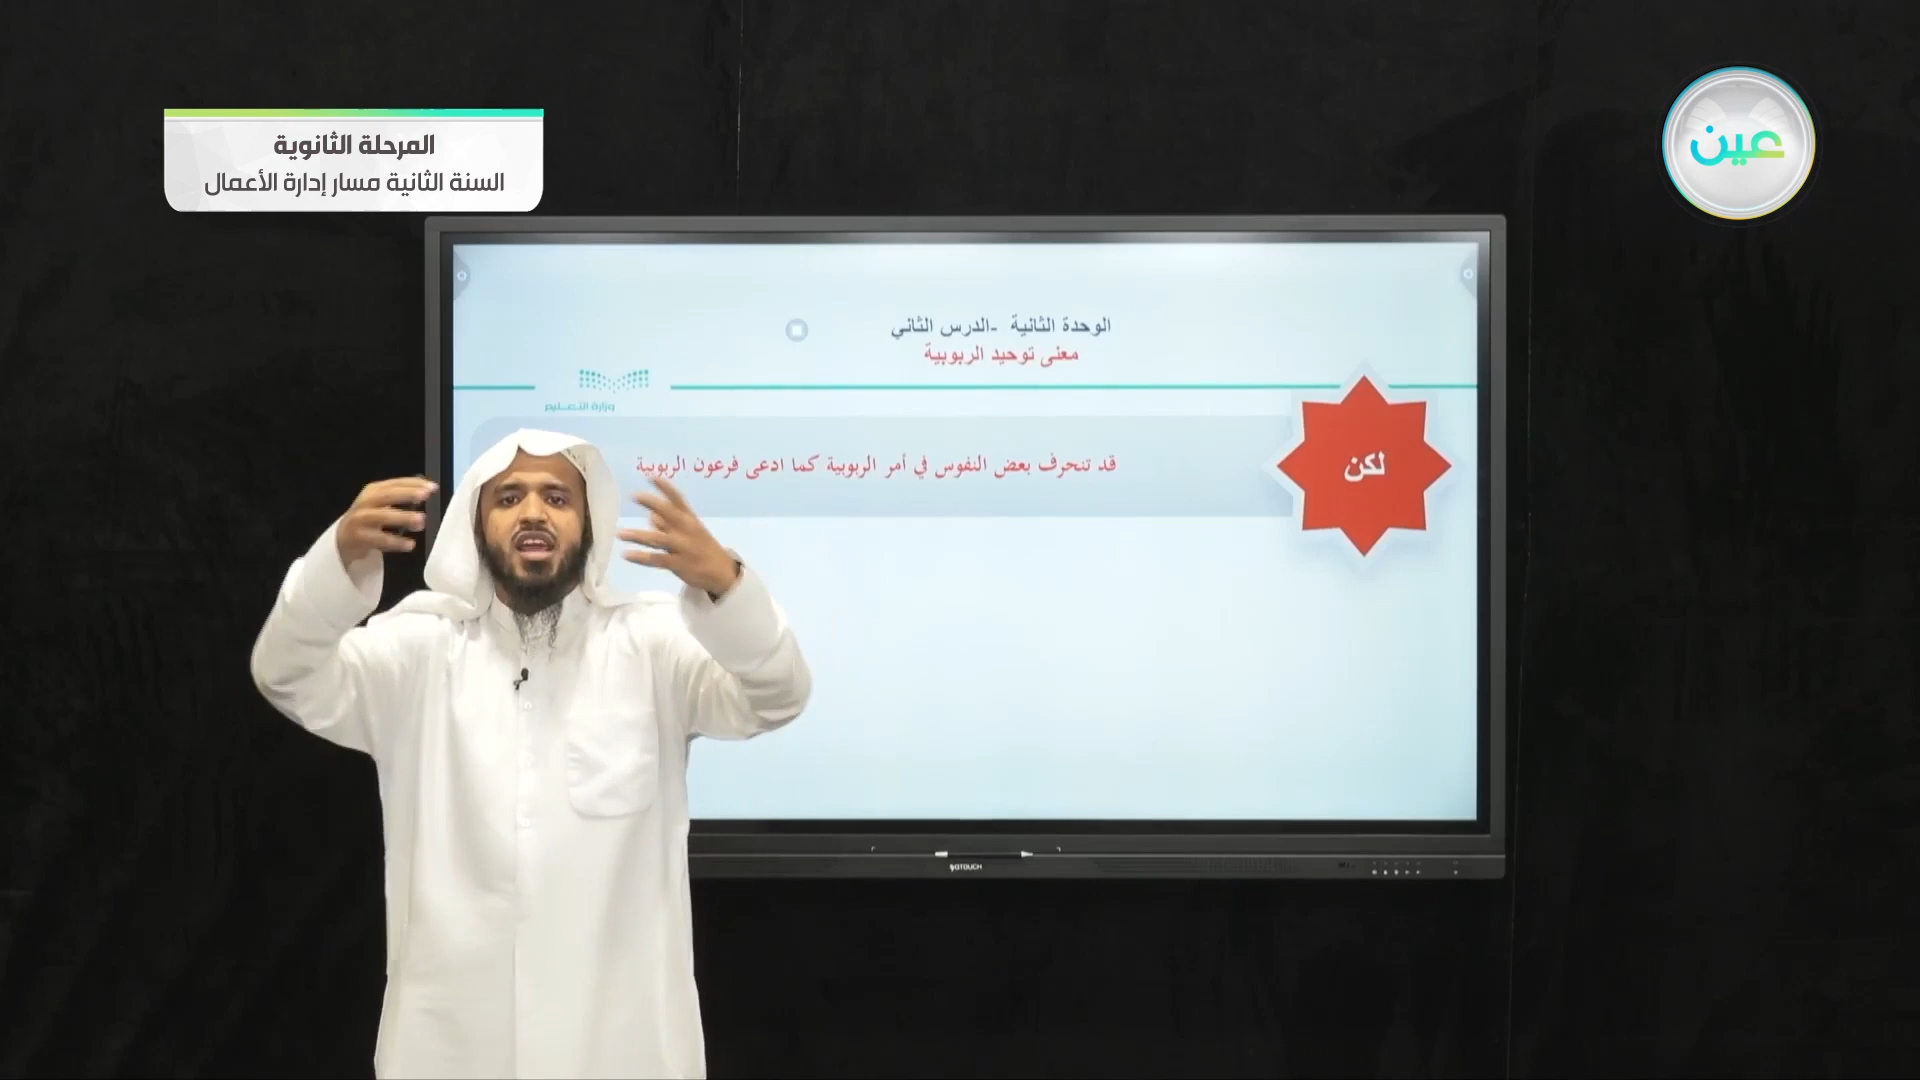 المرحلة الثانوية
السنة الثانية مسار إدارة الأعمال
عين
الوحدة الثانية -الدرس الثاني
معنى توحيد الربوبية
وزارة التعليم
لكن
قد تنحرف بعض النفوس في أمر الربوبية كما ادعى فرعون الربوبية